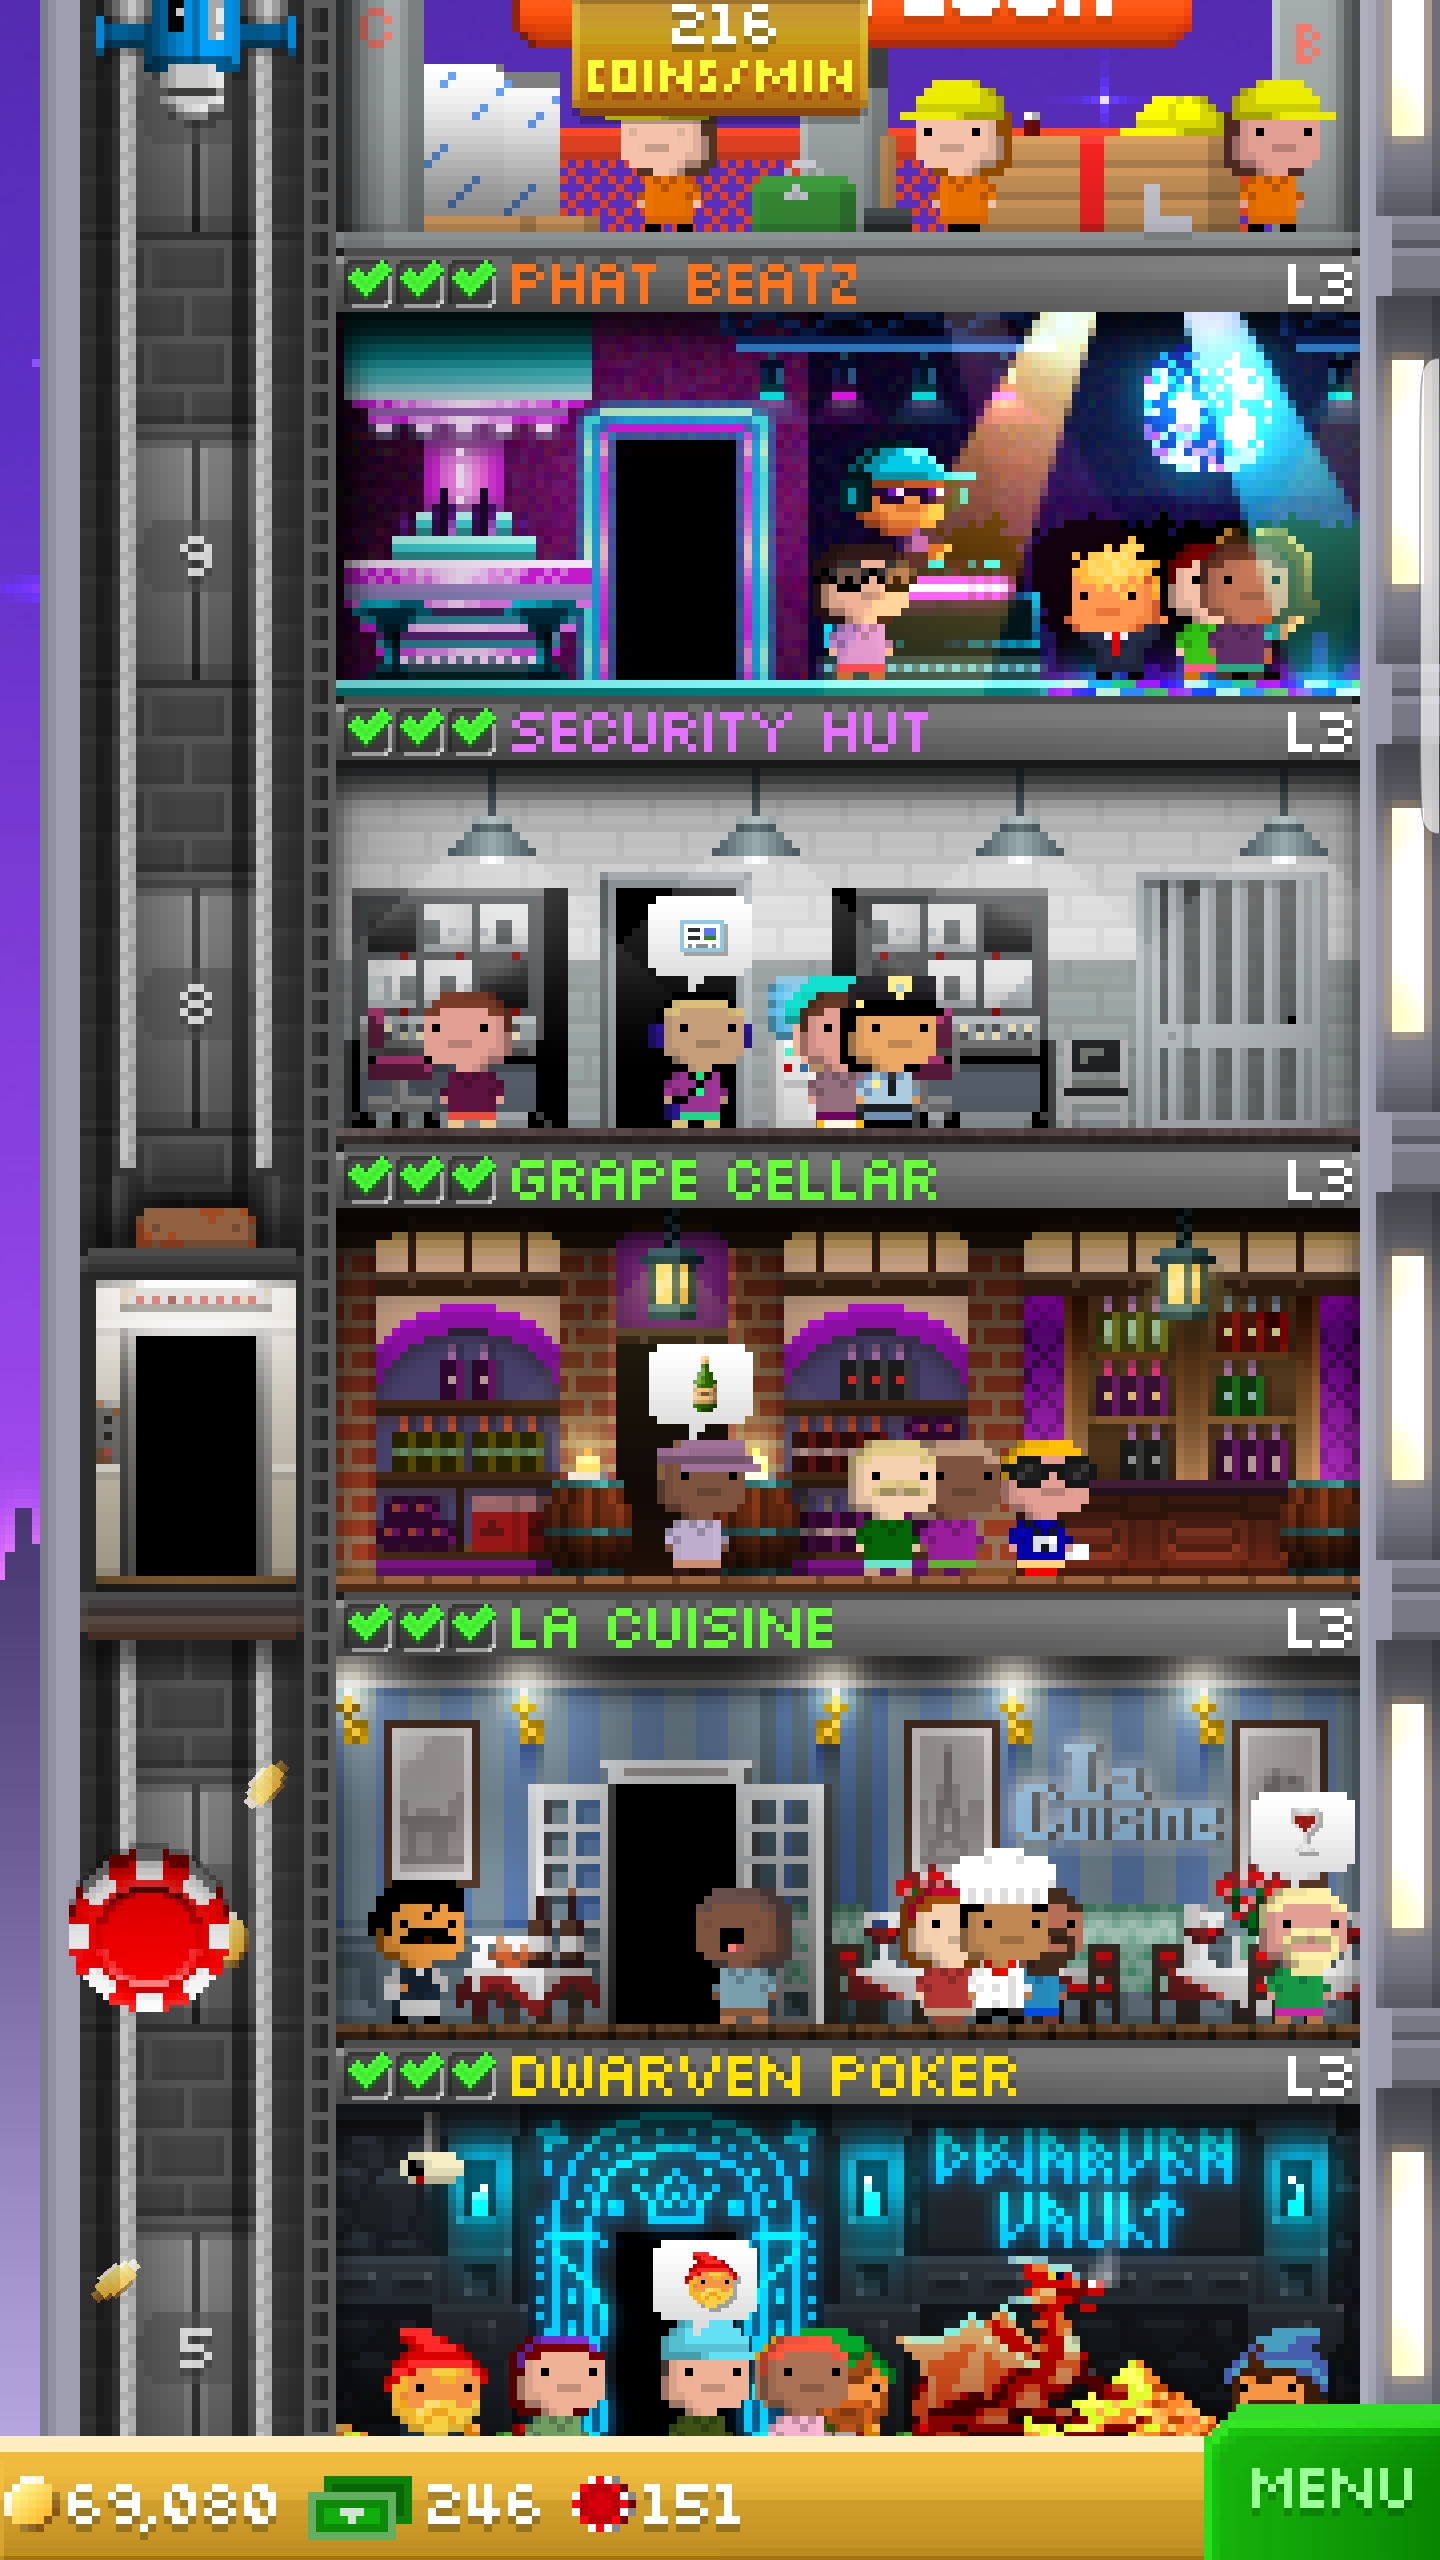 C
216
B
COINS/MIN
PHAT BEATZ L3
9
SECURITY HUT L3
8
GRAPE CELLAR L3
LA CUISINE L3
La
Cuisine
DWARVEN POKER L3
DWARVEN
VAULT
5
69,080 246 151
MENU